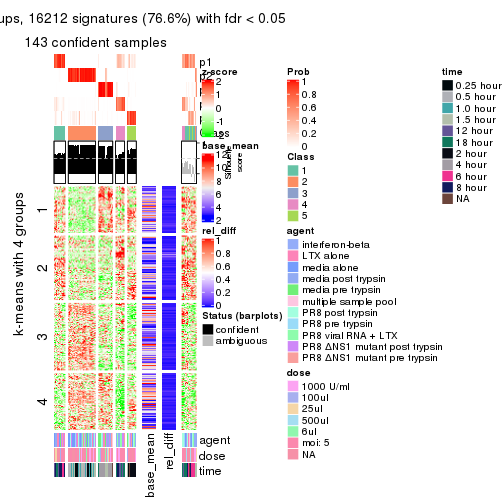 ups, 16212 signatures (76.6%) with fdr < 0.05
143 confident samples
p1
p2
z-score
2
1
0
-1
-2
Class
base_mean
12
10
8
6
4
2
Silhouette
score
rel_diff
1
0.8
0.6
0.4
0.2
0
Status (barplots)
confident
ambiguous
k-means with 4 groups
1
2
3
4
agent
dose
time
base_mean
rel_diff
Prob
1
0.8
0.6
0.4
0.2
0
Class
1
2
3
4
5
agent
interferon-beta
LTX alone
media alone
media post trypsin
media pre trypsin
multiple sample pool
PR8 post trypsin
PR8 pre trypsin
PR8 viral RNA + LTX
PR8 ΔNS1 mutant post trypsin
PR8 ΔNS1 mutant pre trypsin
dose
1000 U/ml
100ul
25ul
500ul
6ul
moi: 5
NA
time
0.25 hour
0.5 hour
1.0 hour
1.5 hour
12 hour
18 hour
2 hour
4 hour
6 hour
8 hour
NA